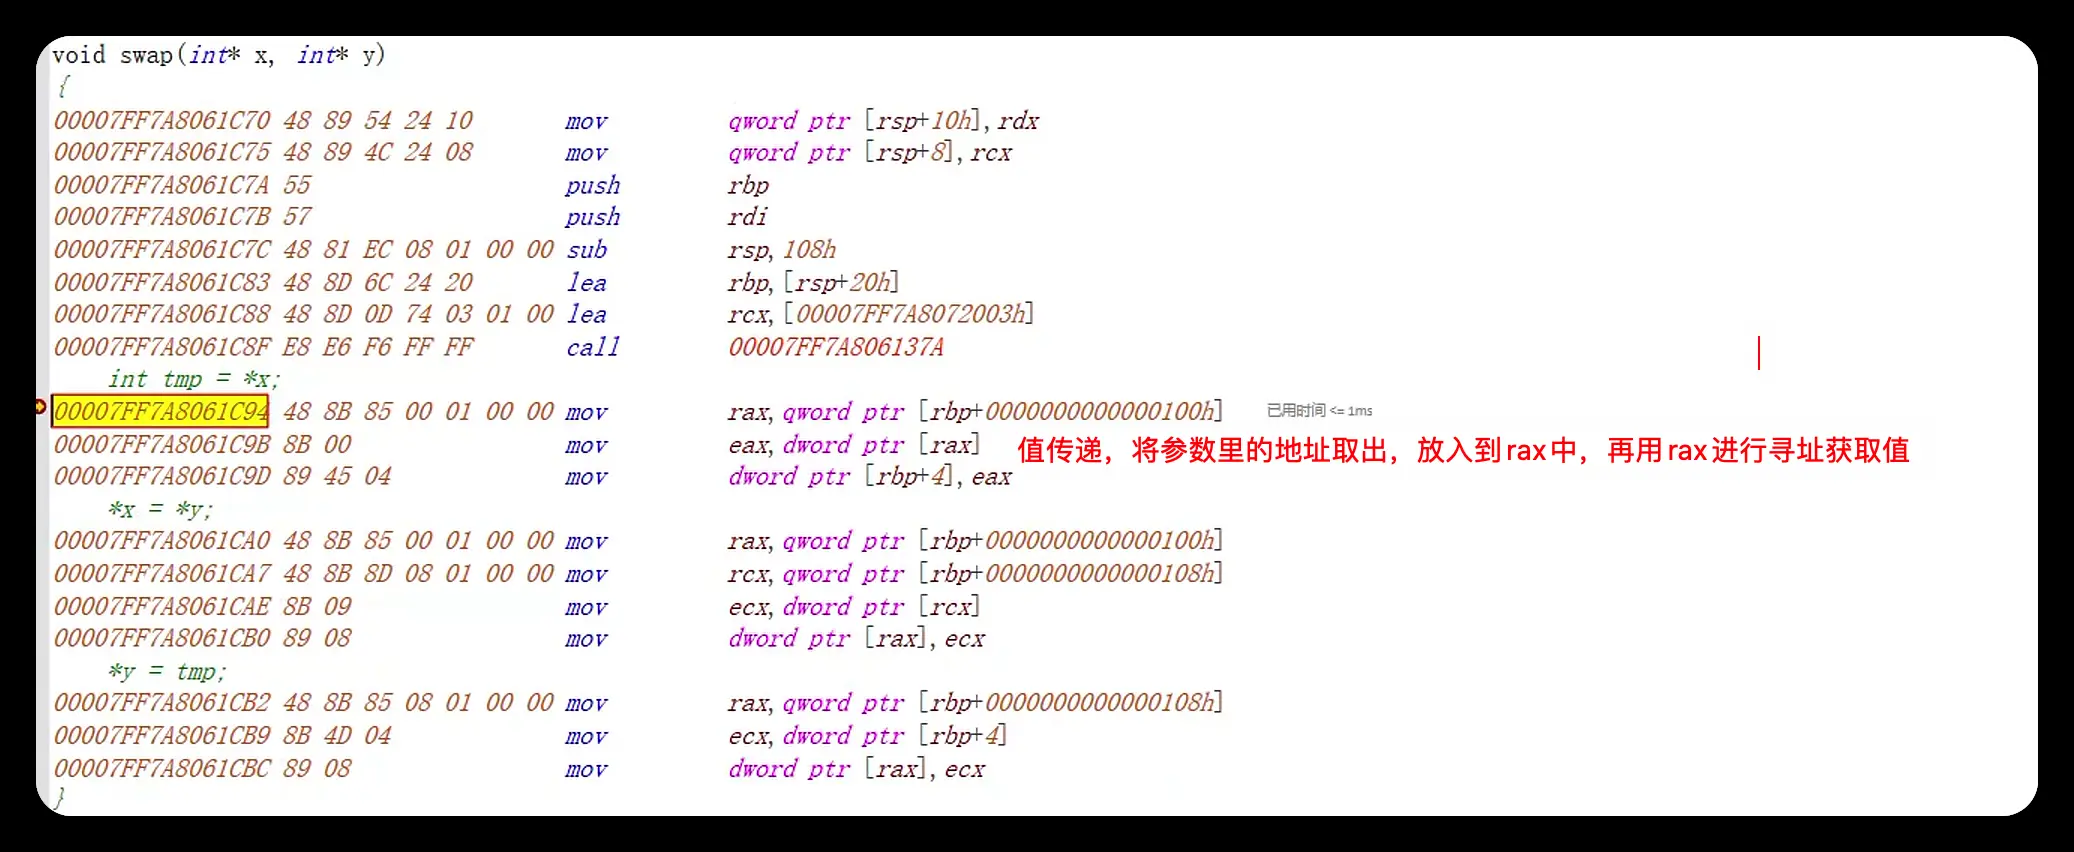 void swap(int* x, int* y)
{
00007FF7A8061C70 48 89 54 24 10 mov qword ptr [rsp+10h],rdx
00007FF7A8061C75 48 89 4C 24 08 mov qword ptr [rsp+8],rcx
00007FF7A8061C7A 55 push rbp
00007FF7A8061C7B 57 push rdi
00007FF7A8061C7C 48 81 EC 08 01 00 00 sub rsp,108h
00007FF7A8061C83 48 8D 6C 24 20 lea rbp,[rsp+20h]
00007FF7A8061C88 48 8D 0D 74 03 01 00 lea rcx,[00007FF7A8072003h]
00007FF7A8061C8F E8 E6 F6 FF FF call 00007FF7A806137A
int tmp = *x;
00007FF7A8061C94 48 8B 85 00 01 00 00 mov rax,qword ptr [rbp+0000000000000100h] 已用时间 <= 1ms
00007FF7A8061C9B 8B 00 mov eax,dword ptr [rax] 值传递，将参数里的地址取出，放入到rax中，再用rax进行寻址获取值
00007FF7A8061C9D 89 45 04 mov dword ptr [rbp+4],eax
*x = *y;
00007FF7A8061CA0 48 8B 85 00 01 00 00 mov rax,qword ptr [rbp+0000000000000100h]
00007FF7A8061CA7 48 8B 8D 08 01 00 00 mov rcx,qword ptr [rbp+0000000000000108h]
00007FF7A8061CAE 8B 09 mov ecx,dword ptr [rcx]
00007FF7A8061CB0 89 08 mov dword ptr [rax],ecx
*y = tmp;
00007FF7A8061CB2 48 8B 85 08 01 00 00 mov rax,qword ptr [rbp+0000000000000108h]
00007FF7A8061CB9 8B 4D 04 mov ecx,dword ptr [rbp+4]
00007FF7A8061CBC 89 08 mov dword ptr [rax],ecx
}